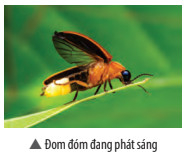 ▲ Đom đóm đang phát sáng